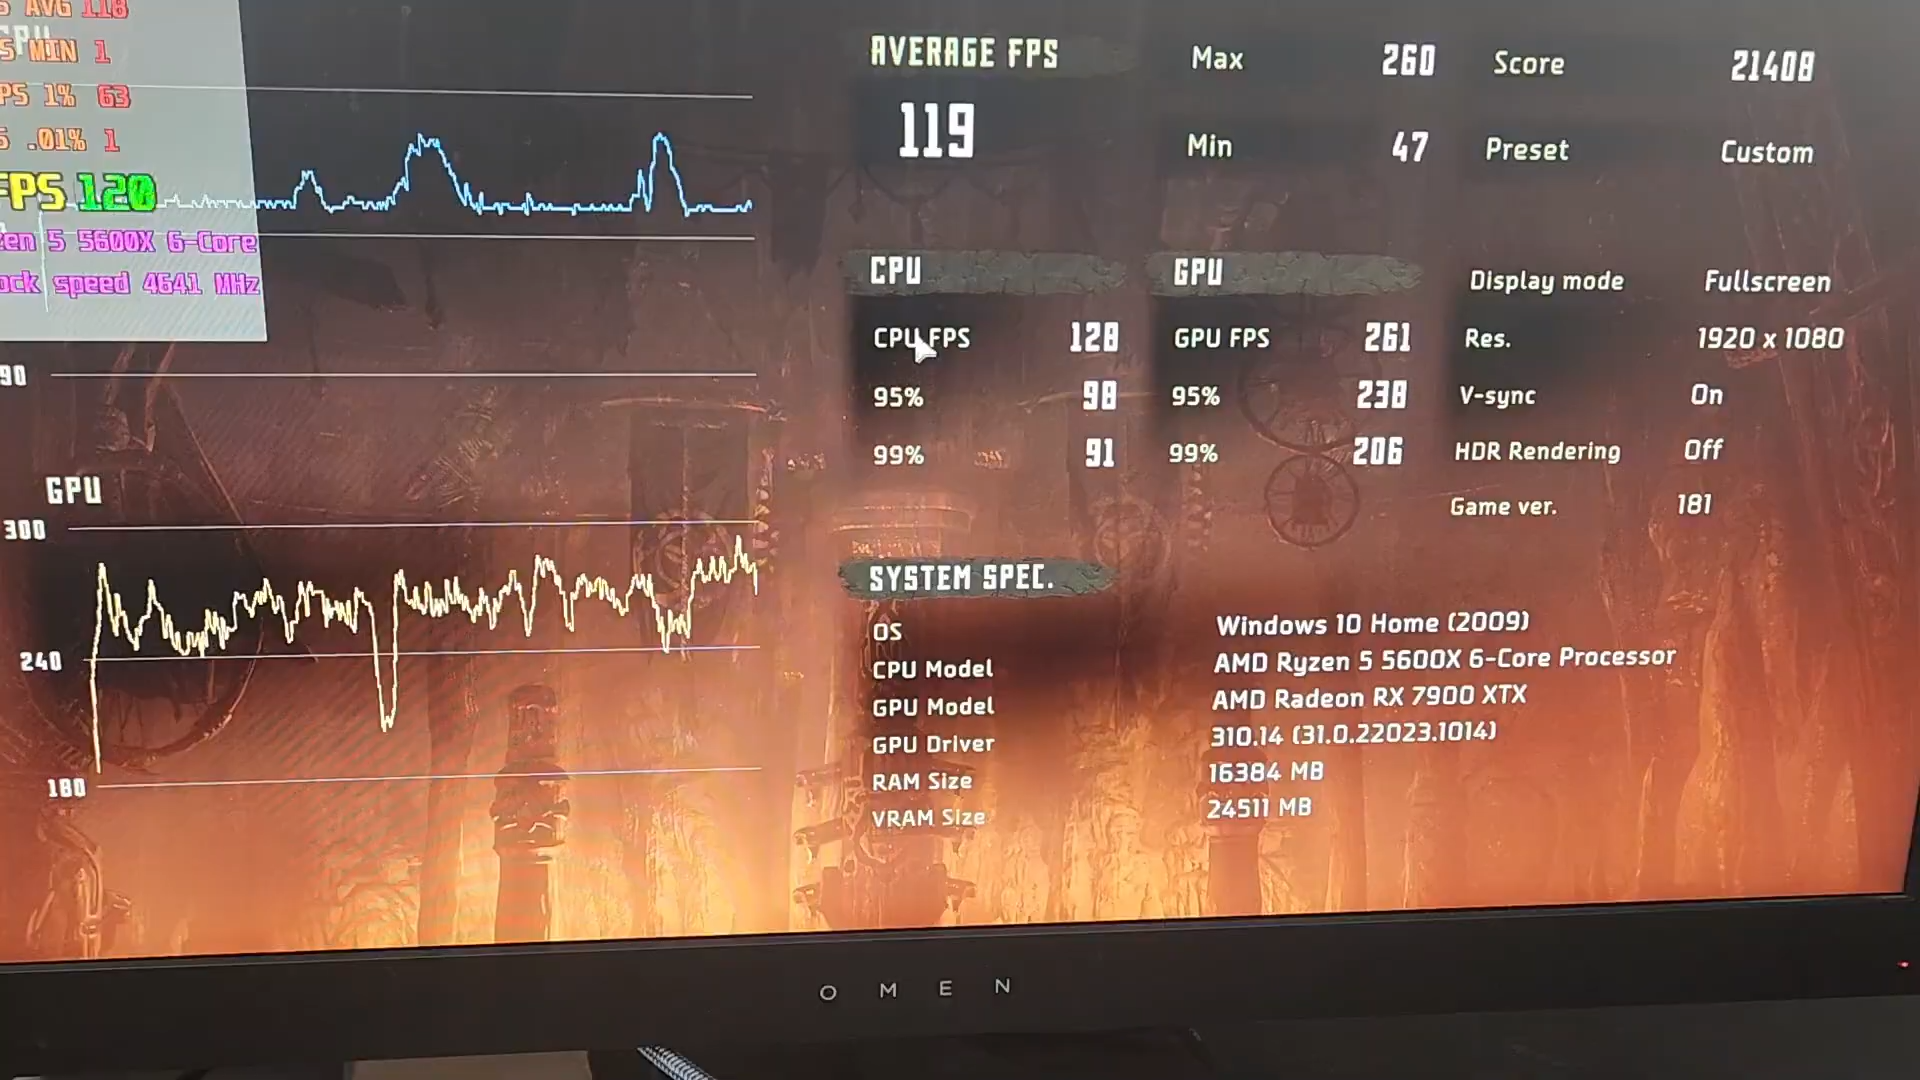 AVG 118
CPU
MIN 1
PS 1% 63
.01% 1
FPS 120
zen 5 5600X 6-Core
ock speed 4641 MHz
90
GPU
300
240
180
AVERAGE FPS
119
Max 260
Min 47
Score 21408
Preset Custom
CPU
CPU FPS 128
95% 98
99% 91
GPU
GPU FPS 261
95% 238
99% 206
Display mode Fullscreen
Res. 1920 x 1080
V-sync On
HDR Rendering Off
Game ver. 181
SYSTEM SPEC.
OS Windows 10 Home (2009)
CPU Model AMD Ryzen 5 5600X 6-Core Processor
GPU Model AMD Radeon RX 7900 XTX
GPU Driver 310.14 (31.0.22023.1014)
RAM Size 16384 MB
VRAM Size 24511 MB
OMEN